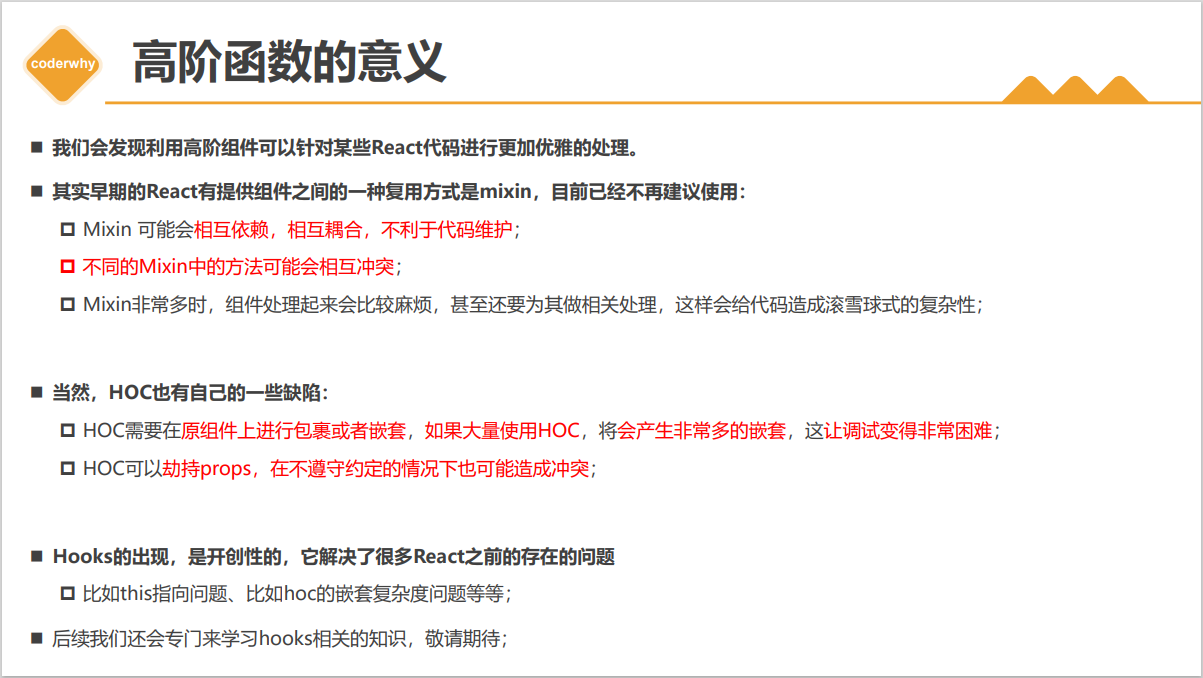 coderwhy
高阶函数的意义
■ 我们会发现利用高阶组件可以针对某些React代码进行更加优雅的处理。
■ 其实早期的React有提供组件之间的一种复用方式是mixin，目前已经不再建议使用：
Mixin 可能会相互依赖，相互耦合，不利于代码维护；
不同的Mixin中的方法可能会相互冲突；
Mixin非常多时，组件处理起来会比较麻烦，甚至还要为其做相关处理，这样会给代码造成滚雪球式的复杂性；
■ 当然，HOC也有自己的一些缺陷：
HOC需要在原组件上进行包裹或者嵌套，如果大量使用HOC，将会产生非常多的嵌套，这让调试变得非常困难；
HOC可以劫持props，在不遵守约定的情况下也可能造成冲突；
■ Hooks的出现，是开创性的，它解决了很多React之前的存在的问题
比如this指向问题、比如hoc的嵌套复杂度问题等等；
■ 后续我们还会专门来学习hooks相关的知识，敬请期待；